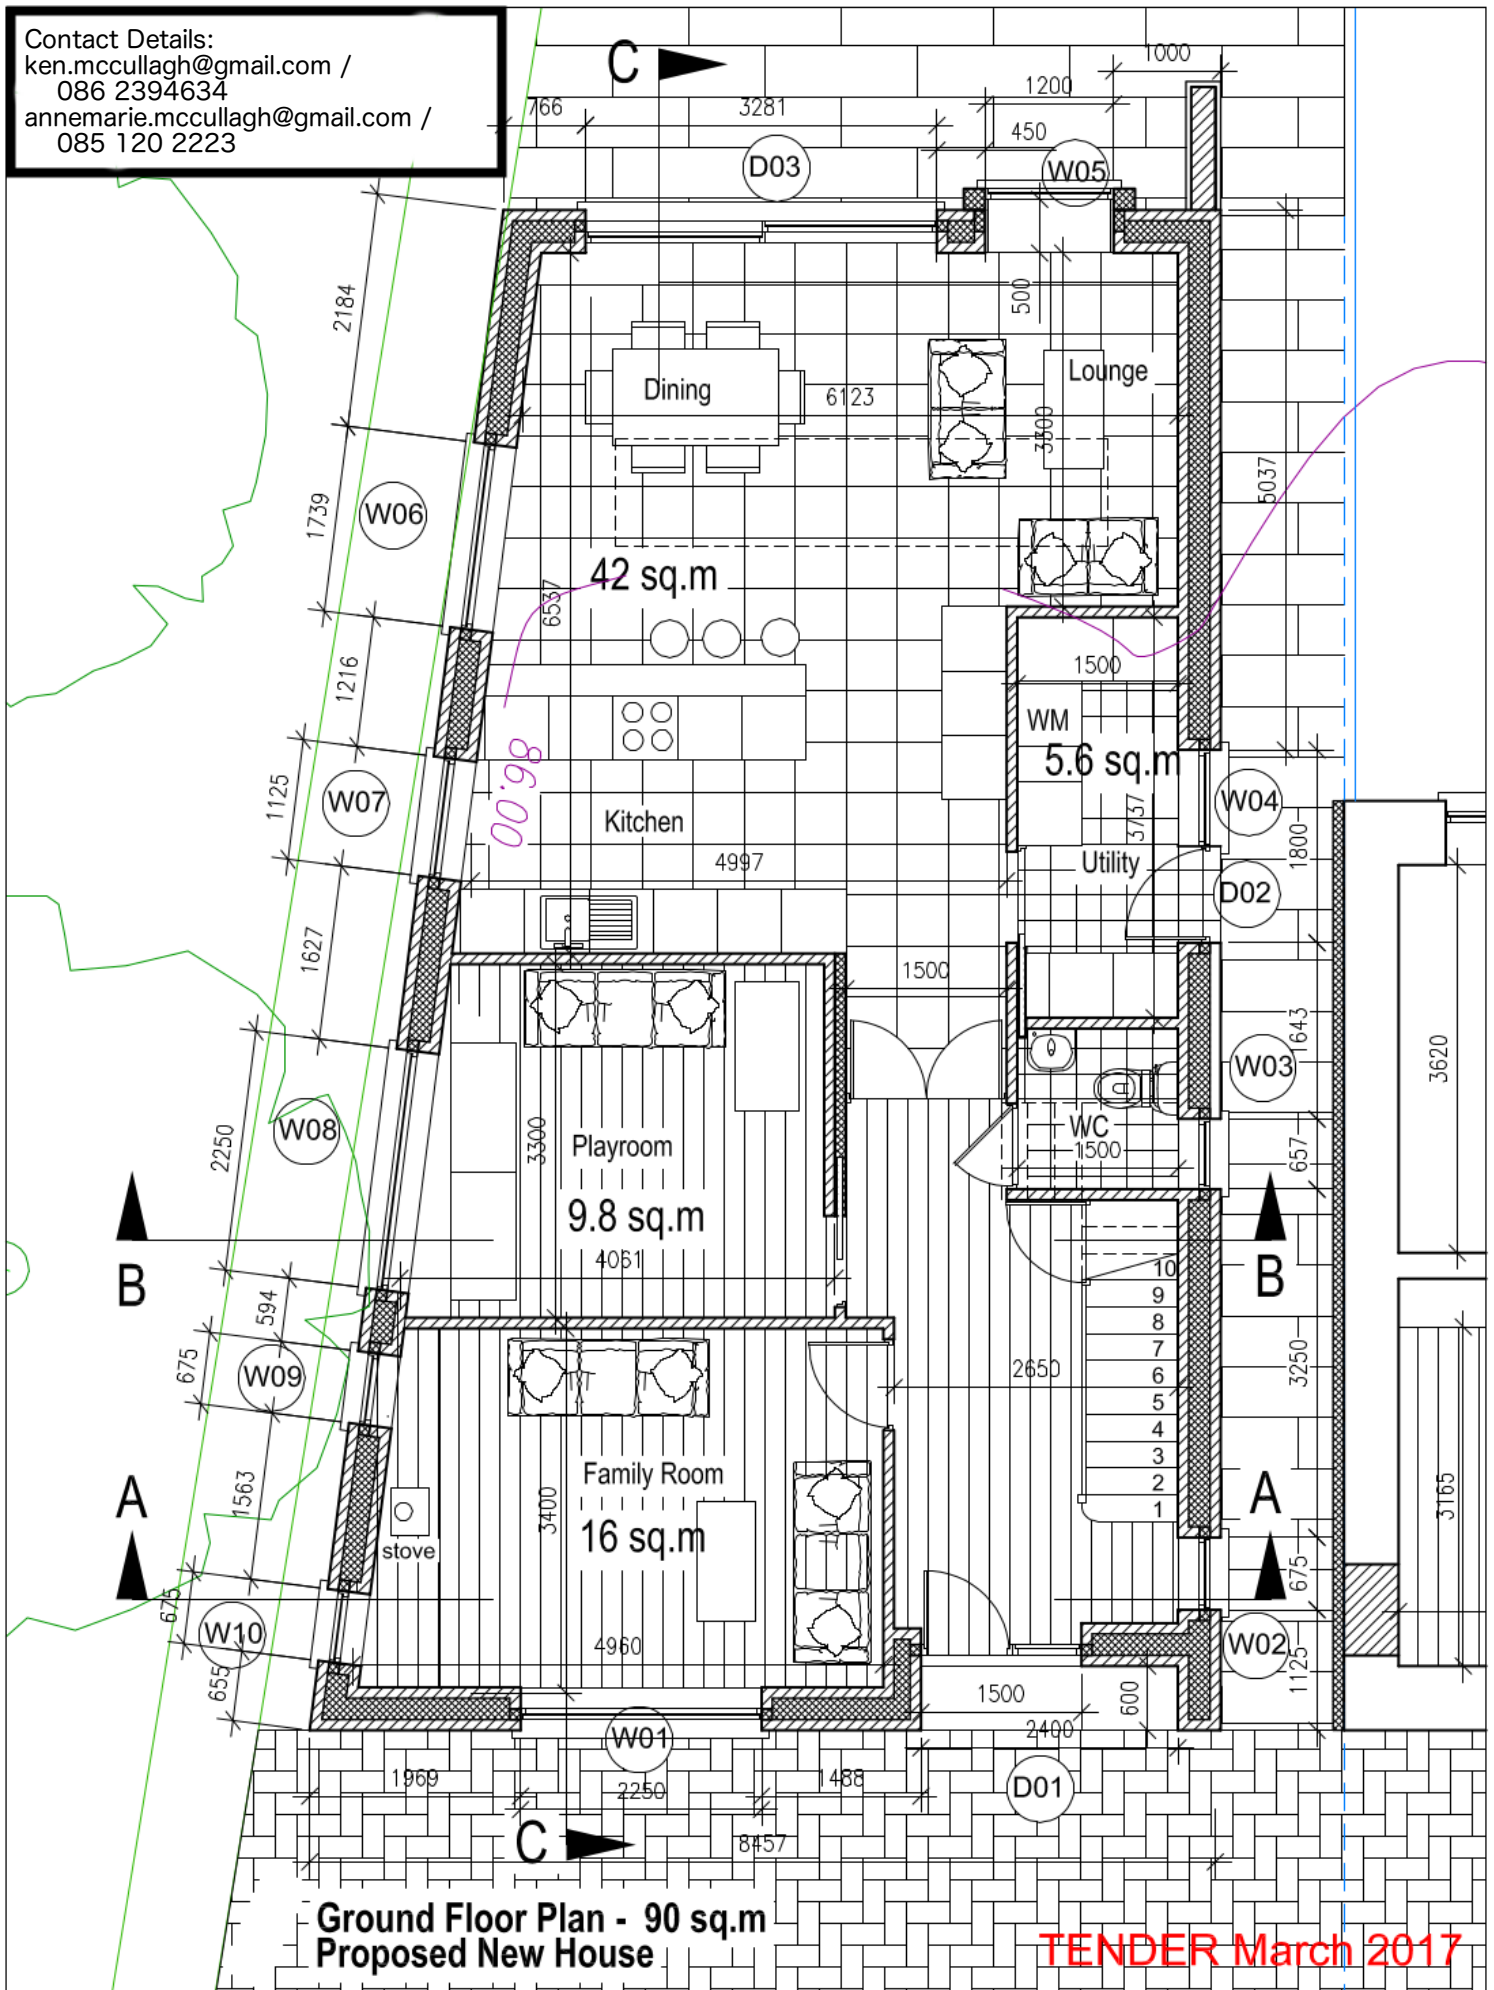 Contact Details:
ken.mccullagh@gmail.com /
086 2394634
annemarie.mccullagh@gmail.com /
085 120 2223
C
1000
1200
766
3281
450
D03
W05
2184
500
Dining
Lounge
6123
3300
5037
1739
W06
42 sq.m
6537
1216
1500
WM
5.6 sq.m
86.00
1125
W07
W04
Kitchen
3737
1800
4997
Utility
D02
1627
1500
1643
3620
W03
W08
2250
3300
Playroom
WC
1500
657
9.8 sq.m
4061
B
B
10
9
8
7
6
5
4
3
2
1
594
675
W09
2650
3250
A
A
1563
Family Room
3400
16 sq.m
3165
stove
675
675
W10
4960
W02
655
1125
1500
600
W01
2400
1969
2250
1488
D01
C
8457
Ground Floor Plan - 90 sq.m
Proposed New House
TENDER March 2017